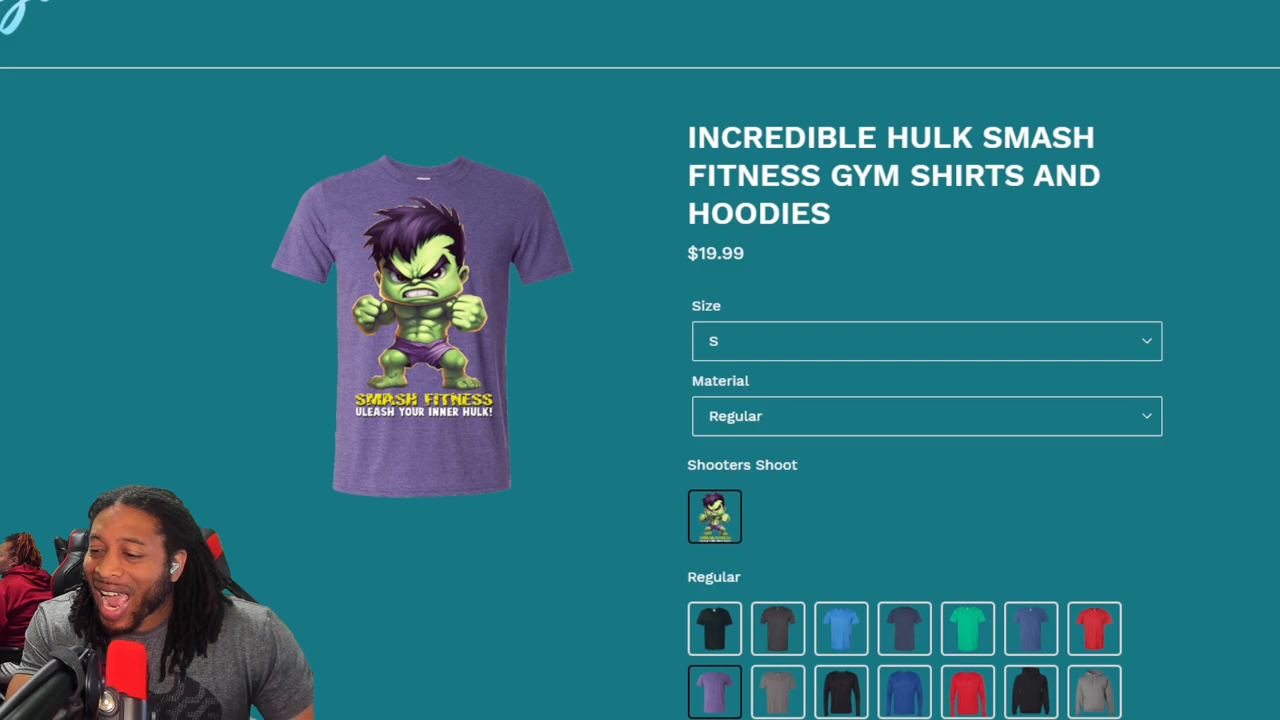 INCREDIBLE HULK SMASH
FITNESS GYM SHIRTS AND
HOODIES
$19.99
Size
S
Material
Regular
SMASH FITNESS
ULEASH YOUR INNER HULK!
Shooters Shoot
Regular